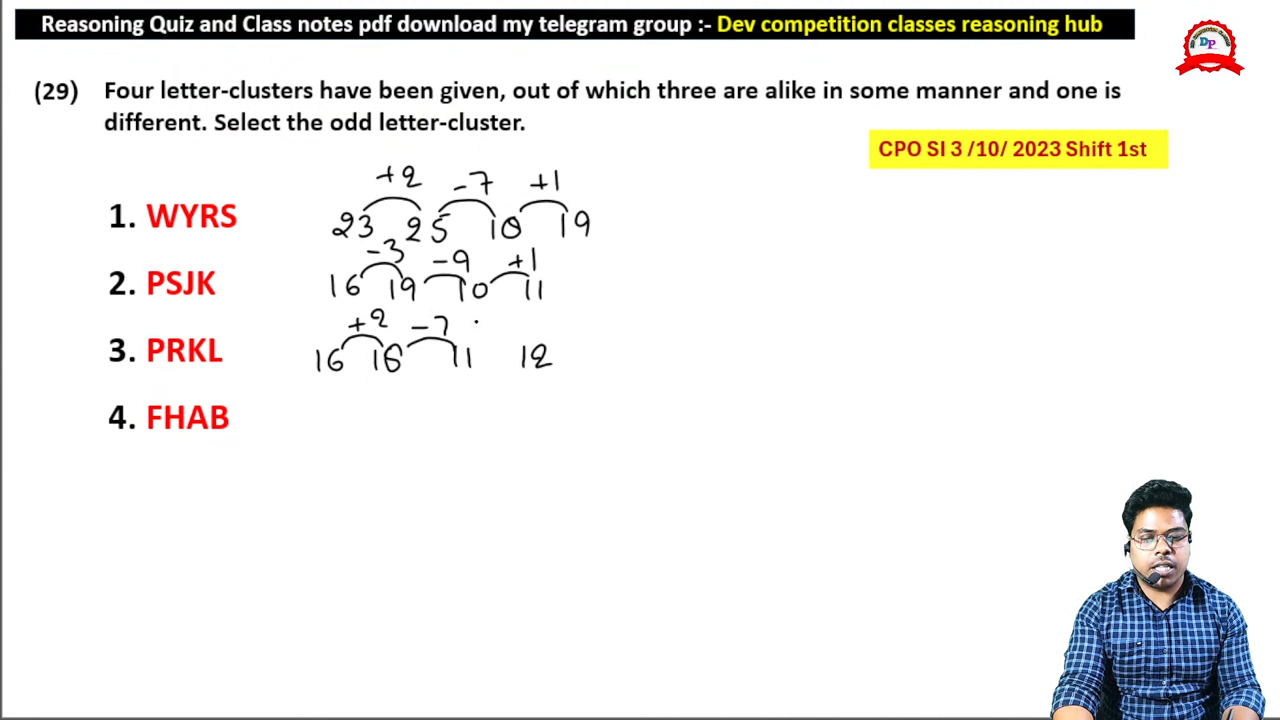 Reasoning Quiz and Class notes pdf download my telegram group :- Dev competition classes reasoning hub
DP
(29) Four letter-clusters have been given, out of which three are alike in some manner and one is
different. Select the odd letter-cluster.
CPO SI 3 /10/ 2023 Shift 1st
+2 -7 +1
1. WYRS 23 25 18 19
-3 -9 +1
2. PSJK 16 19 10 11
+2 -7
3. PRKL 16 18 11 12
4. FHAB